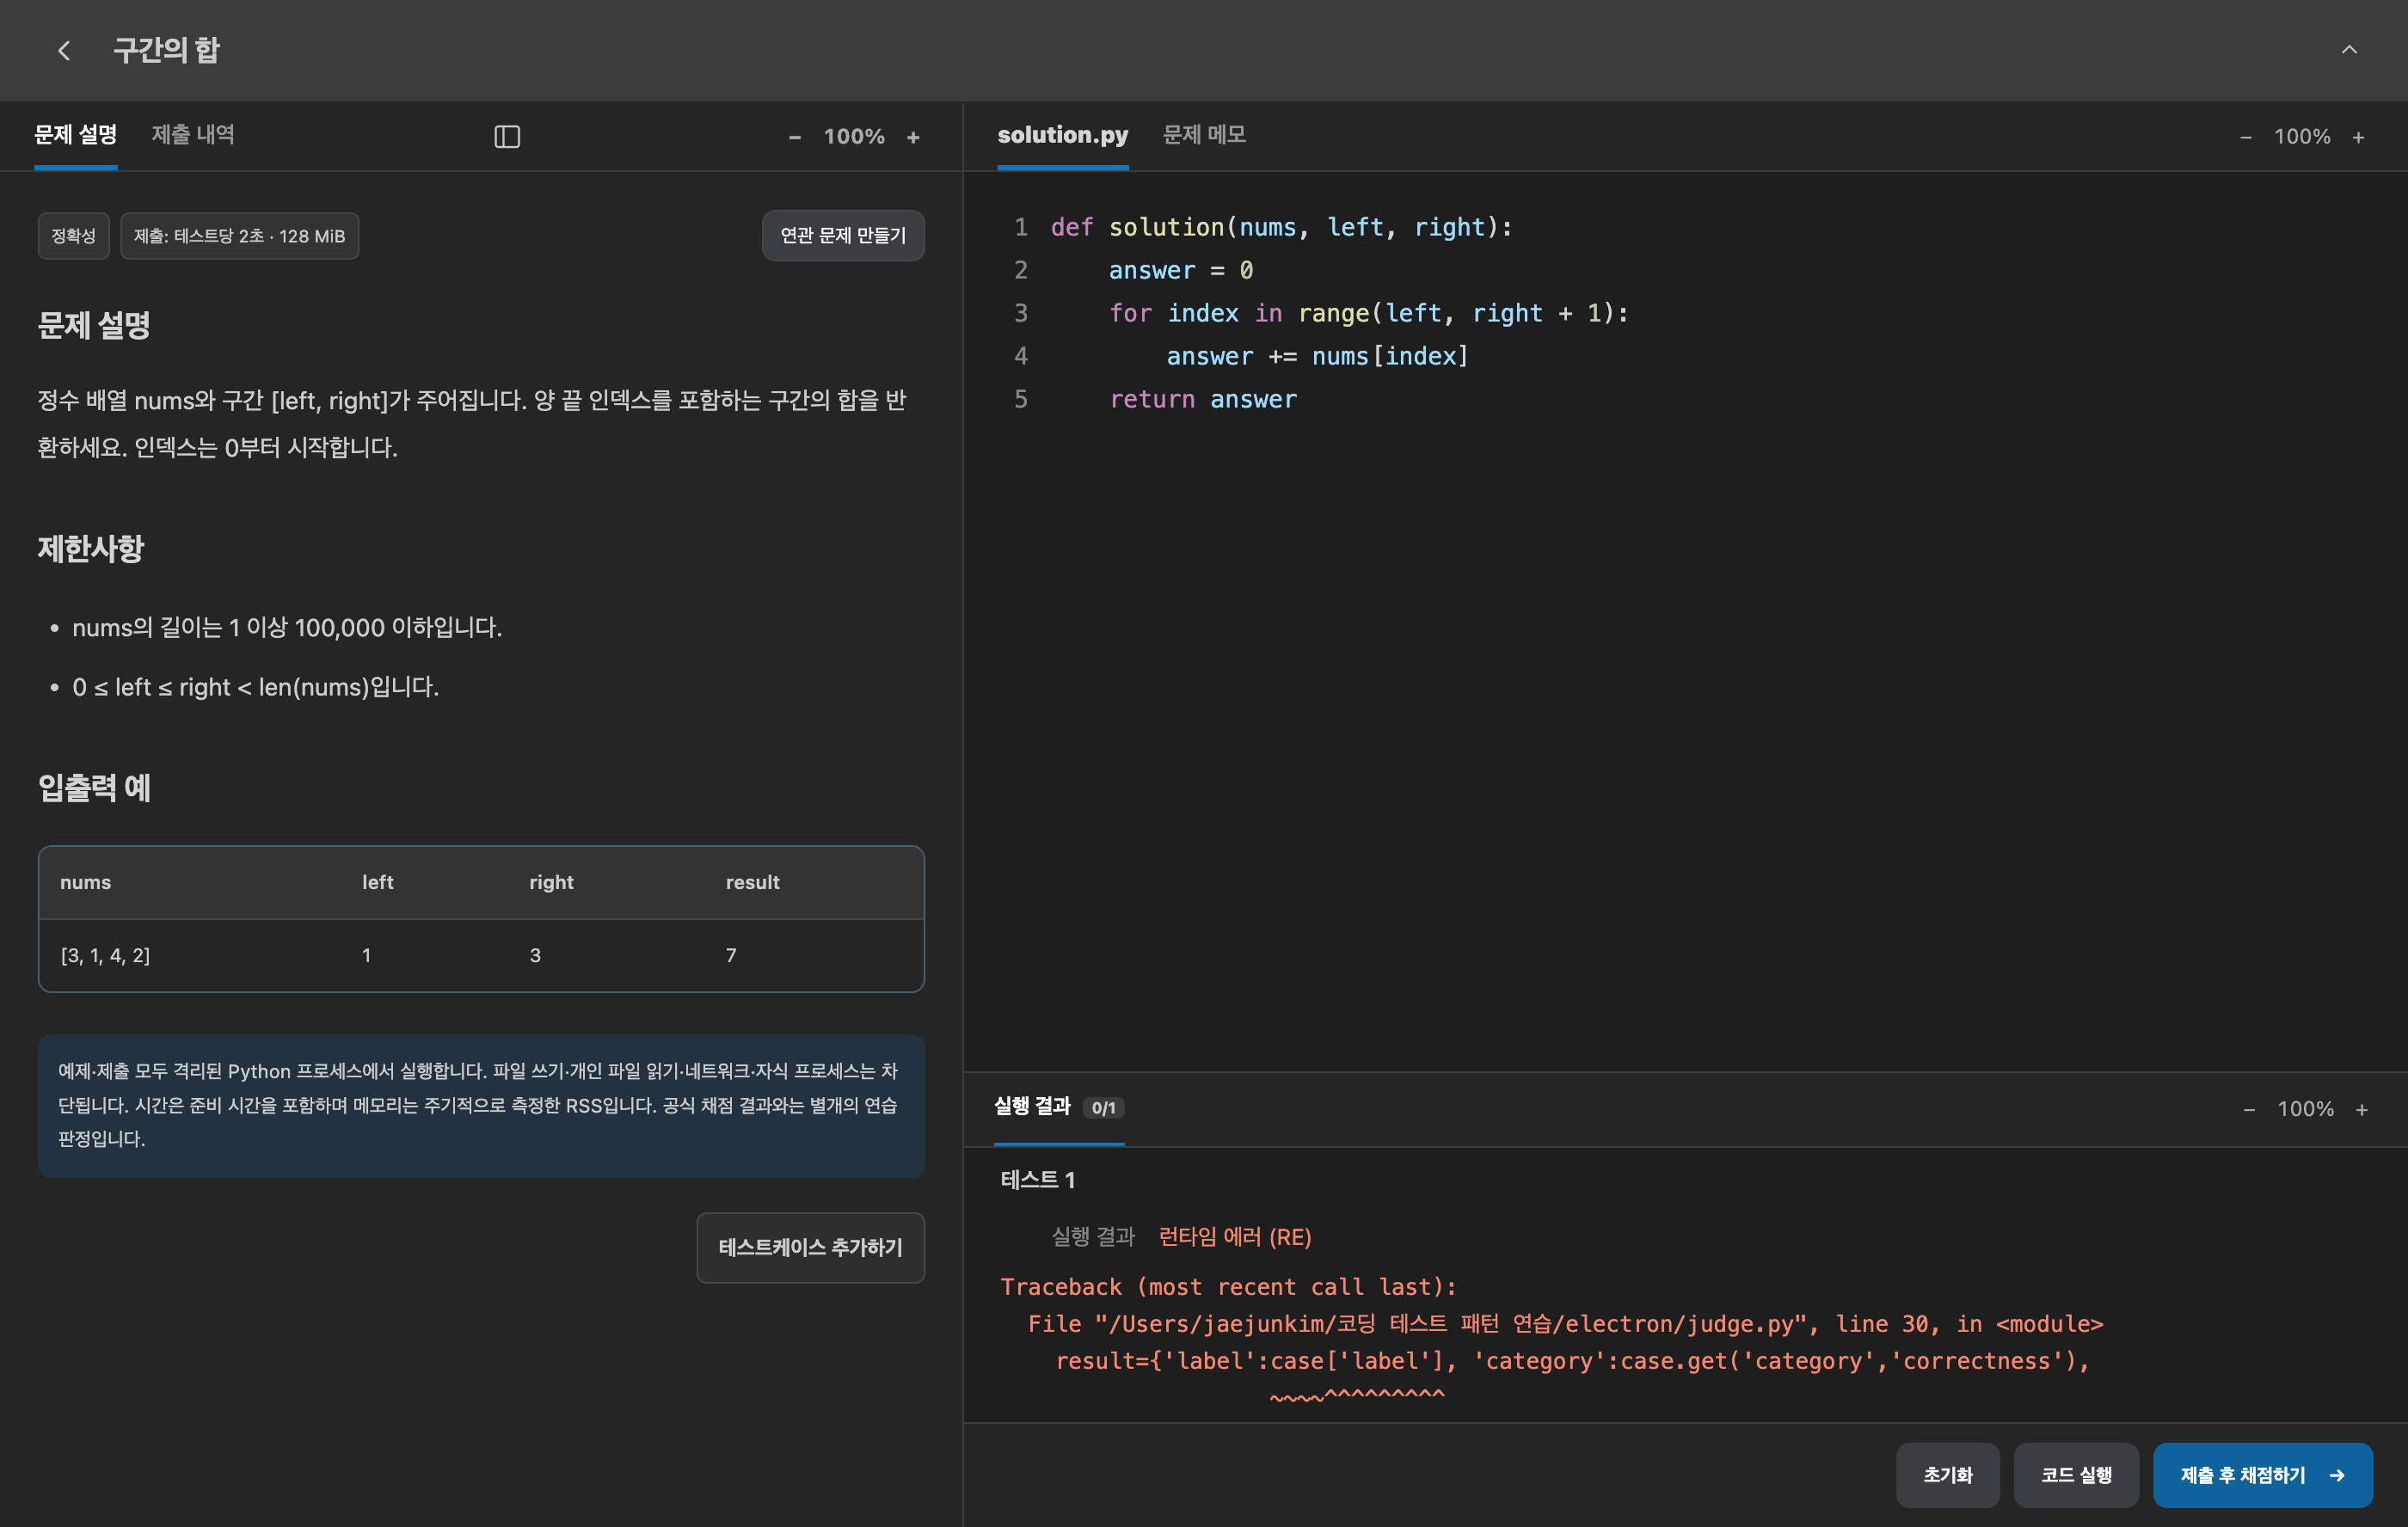 구간의 합
문제 설명
제출 내역
− 100% +
정확성
제출: 테스트당 2초 · 128 MiB
연관 문제 만들기
문제 설명
정수 배열 nums와 구간 [left, right]가 주어집니다. 양 끝 인덱스를 포함하는 구간의 합을 반
환하세요. 인덱스는 0부터 시작합니다.
제한사항
• nums의 길이는 1 이상 100,000 이하입니다.
• 0 ≤ left ≤ right < len(nums)입니다.
입출력 예
nums left right result
[3, 1, 4, 2] 1 3 7
예제·제출 모두 격리된 Python 프로세스에서 실행합니다. 파일 쓰기·개인 파일 읽기·네트워크·자식 프로세스는 차
단됩니다. 시간은 준비 시간을 포함하며 메모리는 주기적으로 측정한 RSS입니다. 공식 채점 결과와는 별개의 연습
판정입니다.
테스트케이스 추가하기
solution.py
문제 메모
− 100% +
1 def solution(nums, left, right):
2     answer = 0
3     for index in range(left, right + 1):
4         answer += nums[index]
5     return answer
실행 결과 0/1
− 100% +
테스트 1
실행 결과 런타임 에러 (RE)
Traceback (most recent call last):
  File "/Users/jaejunkim/코딩 테스트 패턴 연습/electron/judge.py", line 30, in <module>
    result={'label':case['label'], 'category':case.get('category','correctness'),
                    ~~~~^^^^^^^^^
초기화
코드 실행
제출 후 채점하기 →